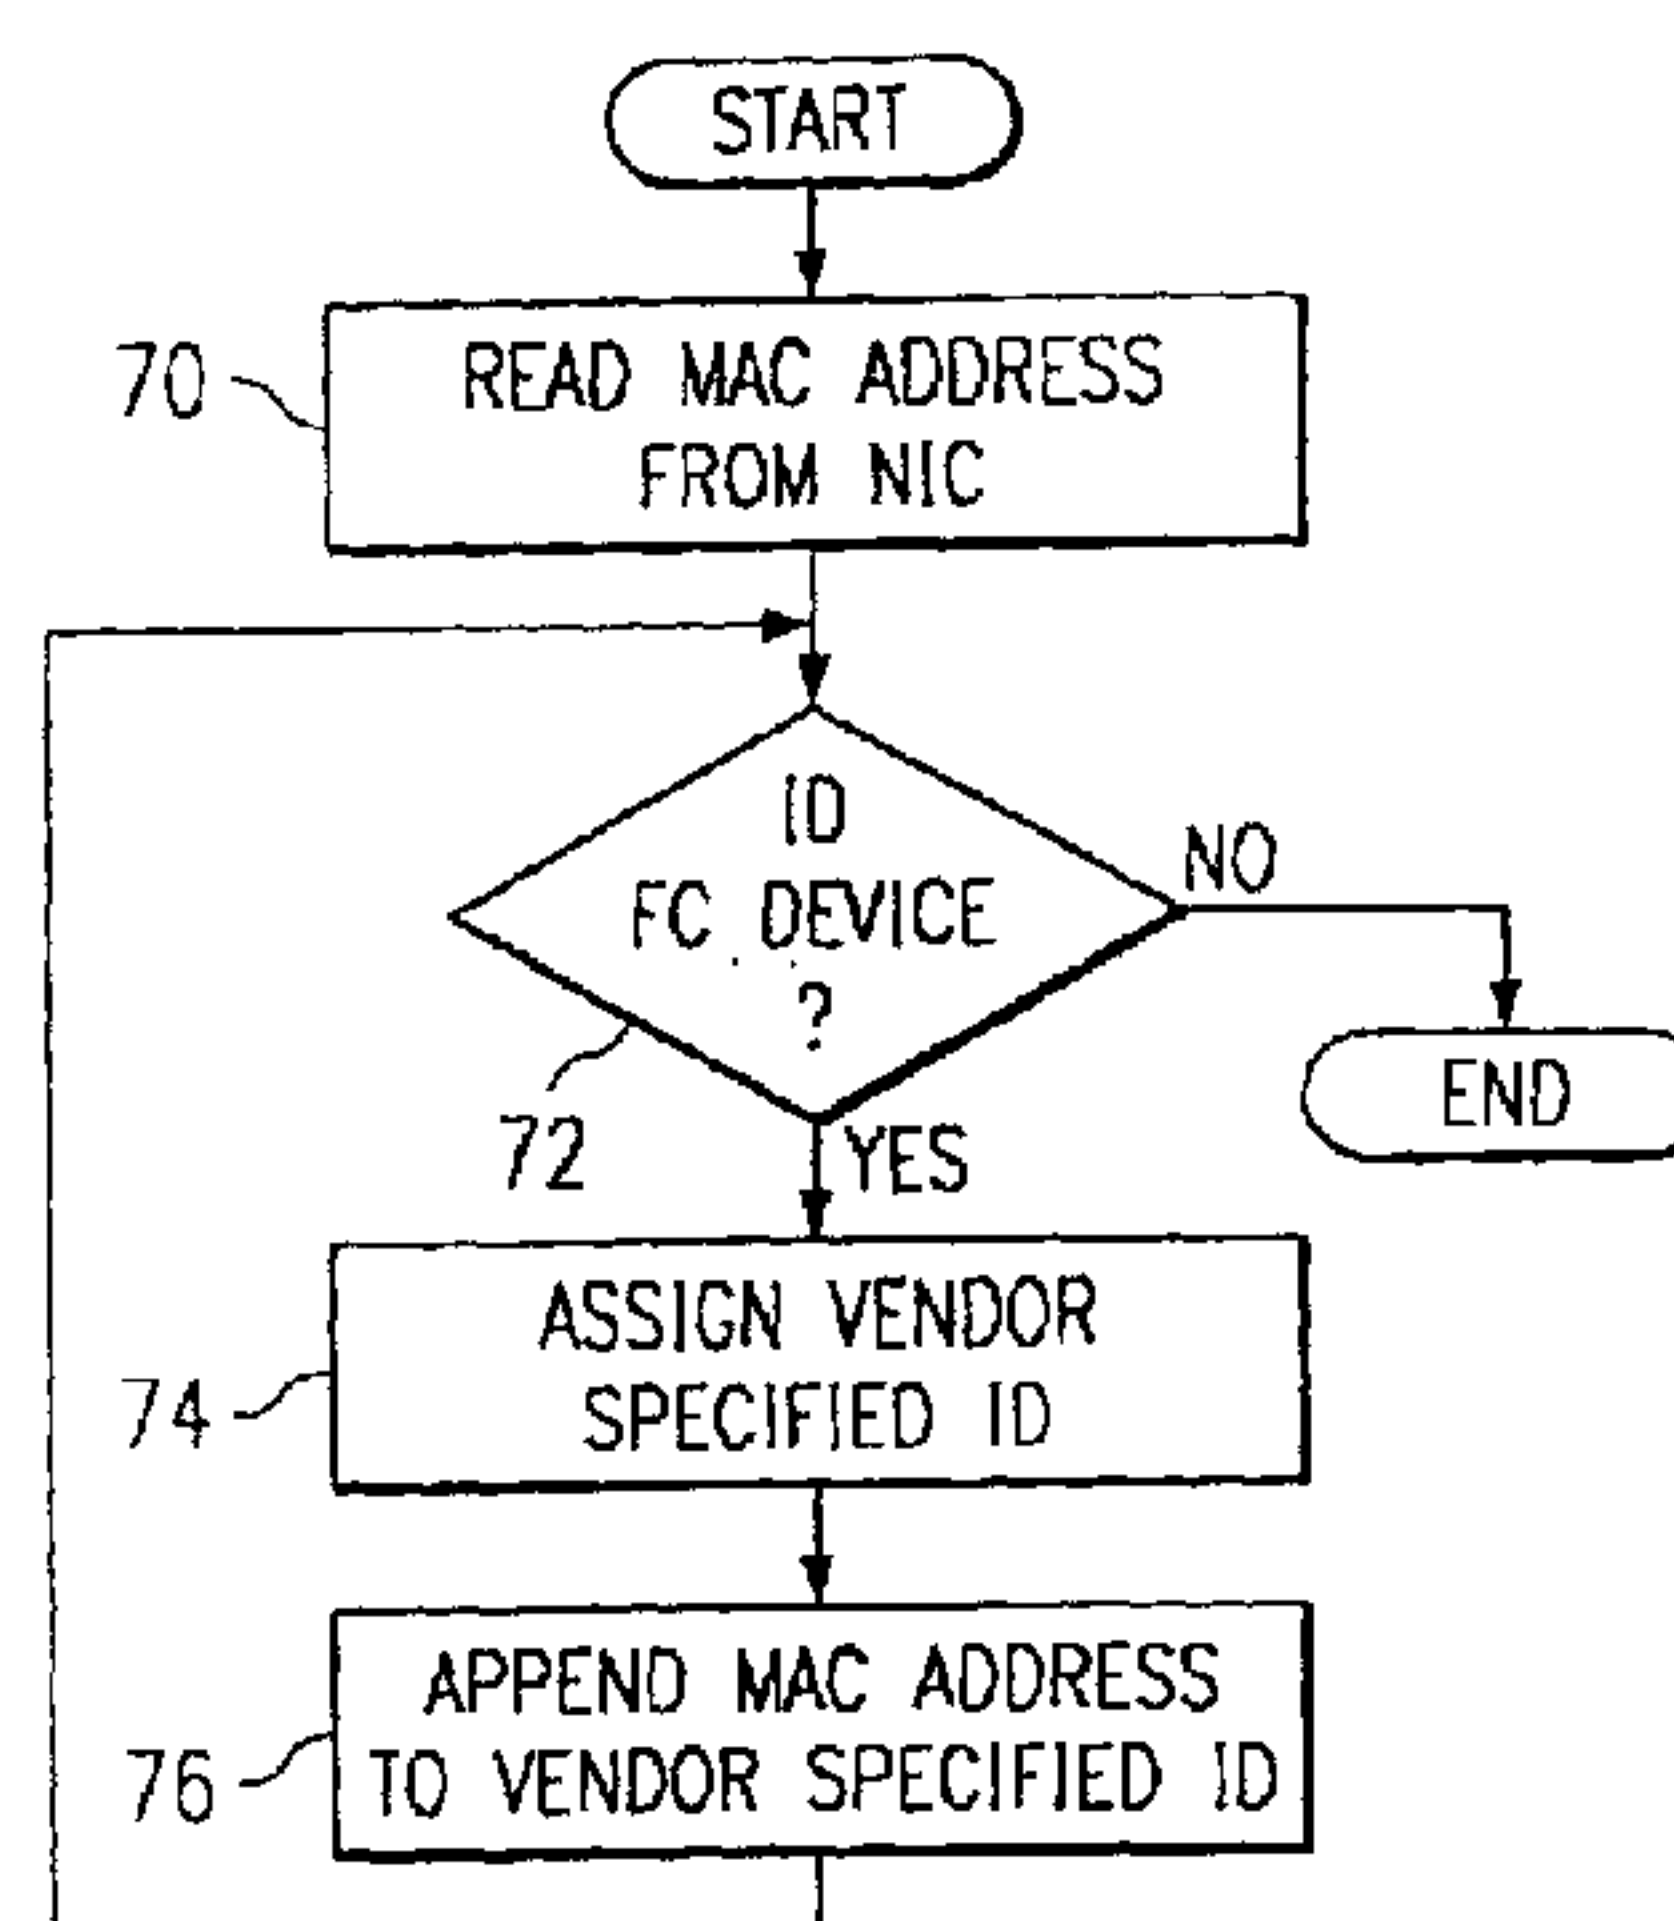 START
70
READ MAC ADDRESS
FROM NIC
ID
FC DEVICE
?
NO
END
72
YES
74
ASSIGN VENDOR
SPECIFIED ID
76
APPEND MAC ADDRESS
TO VENDOR SPECIFIED ID